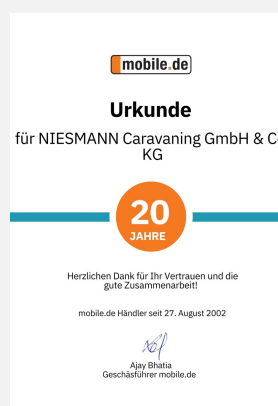 mobile.de
Urkunde
für NIESMANN Caravaning GmbH & C
KG
20
JAHRE
Herzlichen Dank für Ihr Vertrauen und die
gute Zusammenarbeit!
mobile.de Händler seit 27. August 2002
Ajay Bhatia
Geschäsführer mobile.de